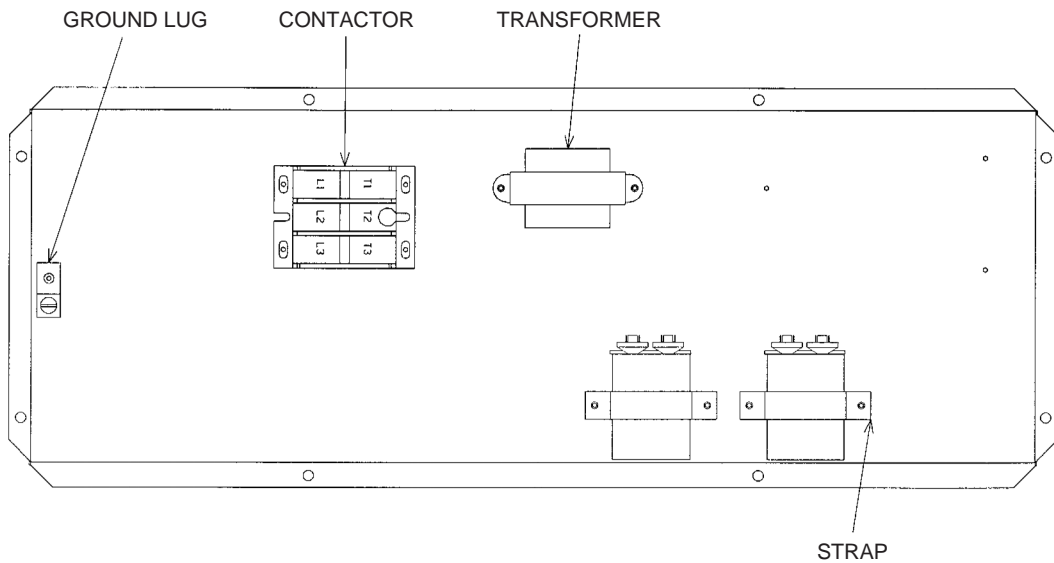 GROUND LUG
CONTACTOR
TRANSFORMER
L1 T1
L2 T2
L3 T3
STRAP